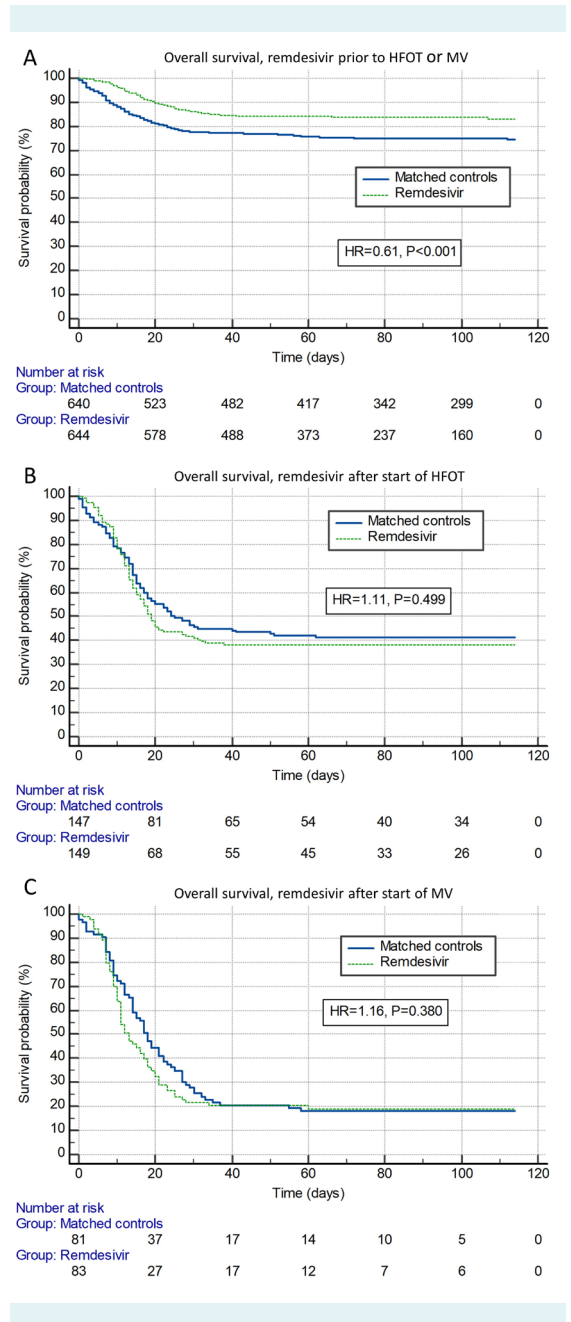 A
Overall survival, remdesivir prior to HFOT or MV
100
90
80
70
60
50
40
30
20
10
0
Survival probability (%)
Matched controls
Remdesivir
HR=0.61, P<0.001
0 20 40 60 80 100 120
Time (days)
Number at risk
Group: Matched controls
640 523 482 417 342 299 0
Group: Remdesivir
644 578 488 373 237 160 0
B
Overall survival, remdesivir after start of HFOT
100
90
80
70
60
50
40
30
20
10
0
Survival probability (%)
Matched controls
Remdesivir
HR=1.11, P=0.499
0 20 40 60 80 100 120
Time (days)
Number at risk
Group: Matched controls
147 81 65 54 40 34 0
Group: Remdesivir
149 68 55 45 33 26 0
C
Overall survival, remdesivir after start of MV
100
90
80
70
60
50
40
30
20
10
0
Survival probability (%)
Matched controls
Remdesivir
HR=1.16, P=0.380
0 20 40 60 80 100 120
Time (days)
Number at risk
Group: Matched controls
81 37 17 14 10 5 0
Group: Remdesivir
83 27 17 12 7 6 0